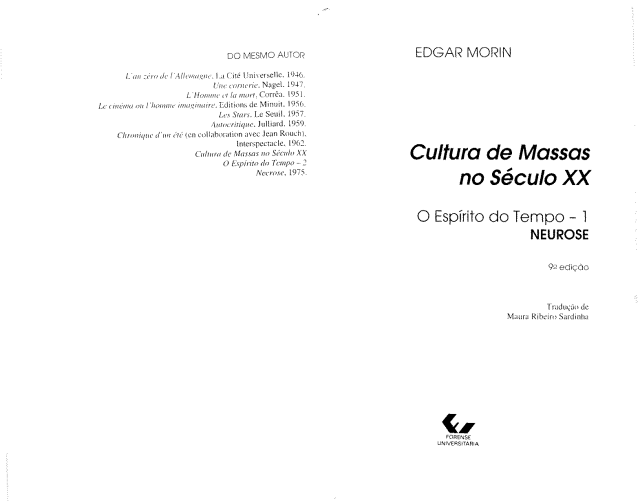 DO MESMO AUTOR
L'an zéro de l'Allemagne, La Cité Universelle, 1946.
Une cornerie, Nagel, 1947.
L'Homme et la mort, Corrêa, 1951.
Le cinéma ou l'homme imaginaire, Editions de Minuit, 1956.
Les Stars, Le Seuil, 1957.
Autocritique, Julliard, 1959.
Chronique d'un été (en collaboration avec Jean Rouch),
Interspectacle, 1962.
Cultura de Massas no Século XX
O Espírito do Tempo – 2
Necrose, 1975.
EDGAR MORIN
Cultura de Massas
no Século XX
O Espírito do Tempo – 1
NEUROSE
9ª edição
Tradução de
Maura Ribeiro Sardinha
FORENSE
UNIVERSITÁRIA